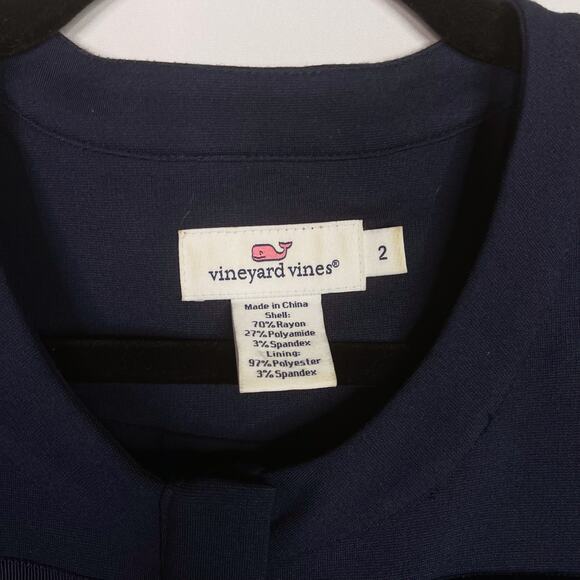 vineyard vines®
2
Made in China
Shell:
70% Rayon
27% Polyamide
3% Spandex
Lining:
97% Polyester
3% Spandex